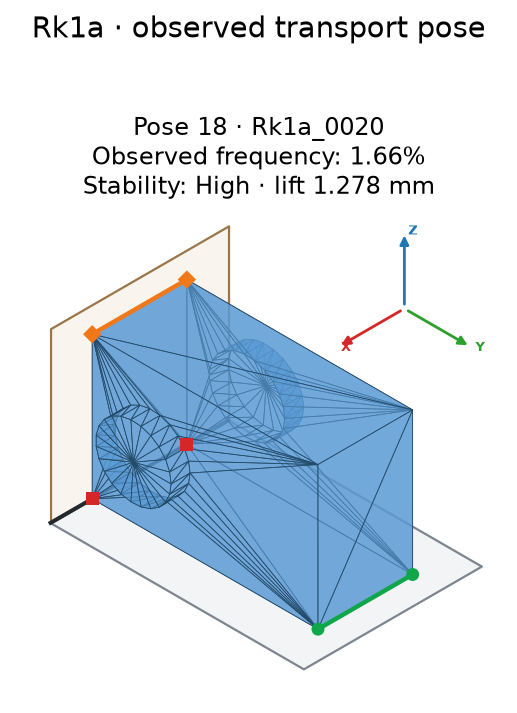 Rk1a · observed transport pose
Pose 18 · Rk1a_0020
Observed frequency: 1.66%
Stability: High · lift 1.278 mm
Z
X
Y